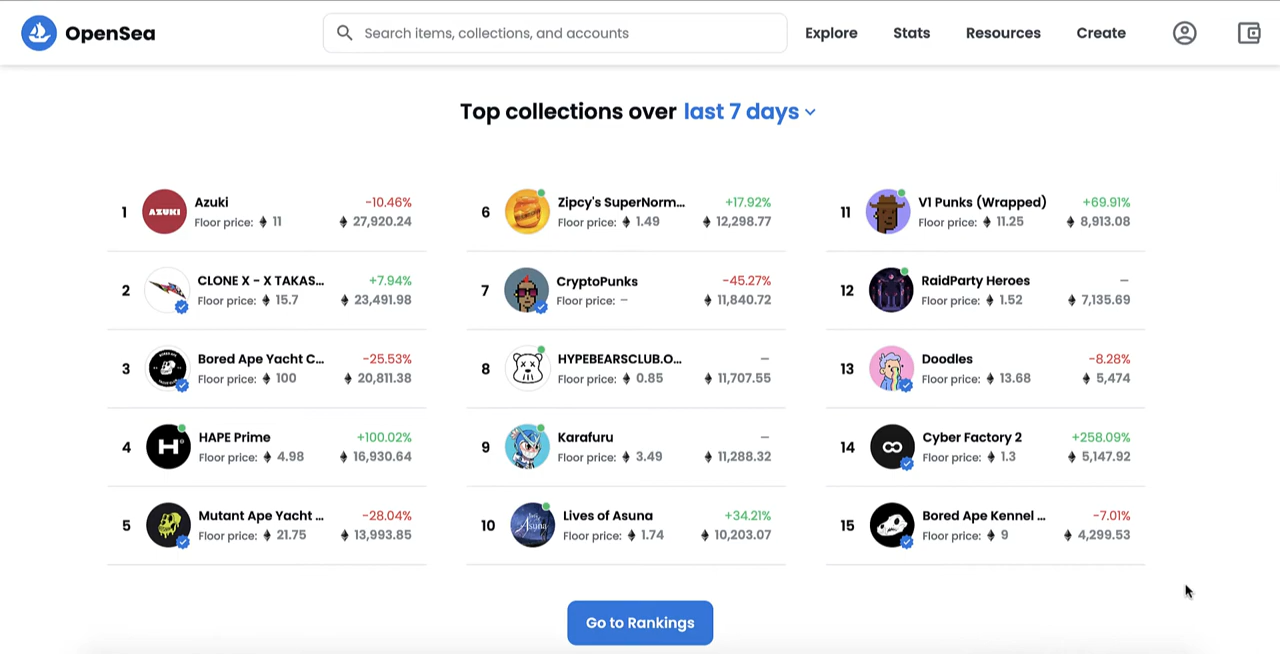 OpenSea
Search items, collections, and accounts
Explore
Stats
Resources
Create
Top collections over last 7 days
1
AZUKI
Azuki
-10.46%
Floor price: 11
27,920.24
2
CLONE X - X TAKAS...
+7.94%
Floor price: 15.7
23,491.98
3
Bored Ape Yacht C...
-25.53%
Floor price: 100
20,811.38
4
H
HAPE Prime
+100.02%
Floor price: 4.98
16,930.64
5
Mutant Ape Yacht ...
-28.04%
Floor price: 21.75
13,993.85
6
Zipcy's SuperNorm...
+17.92%
Floor price: 1.49
12,298.77
7
CryptoPunks
-45.27%
Floor price: —
11,840.72
8
HYPEBEARSCLUB.O...
—
Floor price: 0.85
11,707.55
9
Karafuru
—
Floor price: 3.49
11,288.32
10
Asuna
Lives of Asuna
+34.21%
Floor price: 1.74
10,203.07
11
V1 Punks (Wrapped)
+69.91%
Floor price: 11.25
8,913.08
12
RaidParty Heroes
—
Floor price: 1.52
7,135.69
13
Doodles
-8.28%
Floor price: 13.68
5,474
14
Cyber Factory 2
+258.09%
Floor price: 1.3
5,147.92
15
Bored Ape Kennel ...
-7.01%
Floor price: 9
4,299.53
Go to Rankings